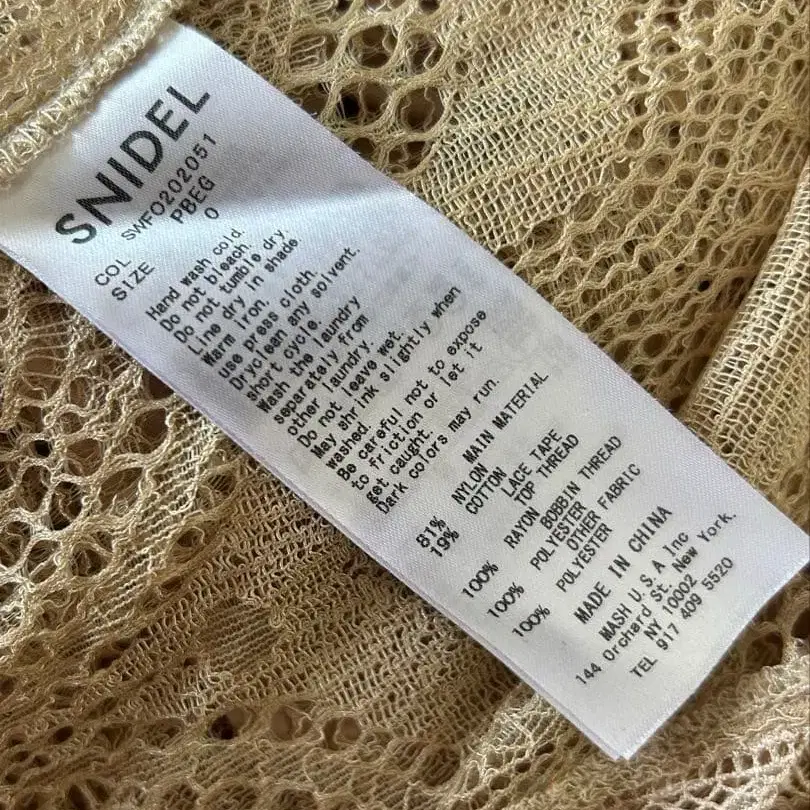 SNIDEL
SWFO202051
COL PBEG
SIZE 0
Hand wash cold.
Do not bleach.
Do not tumble dry.
Line dry in shade
Warm iron.
use press cloth.
Dryclean any solvent.
short cycle.
Wash the laundry
separately from
other laundry.
Do not leave wet.
May shrink slightly when
washed.
Be careful not to expose
to friction or let it
get caught.
Dark colors may run.
MAIN MATERIAL
81% NYLON
19% COTTON
LACE TAPE
TOP THREAD
100% RAYON
BOBBIN THREAD
100% POLYESTER
OTHER FABRIC
100% POLYESTER
MADE IN CHINA
MASH U.S.A Inc
144 Orchard St. New York.
NY 10002
TEL 917 409 5520